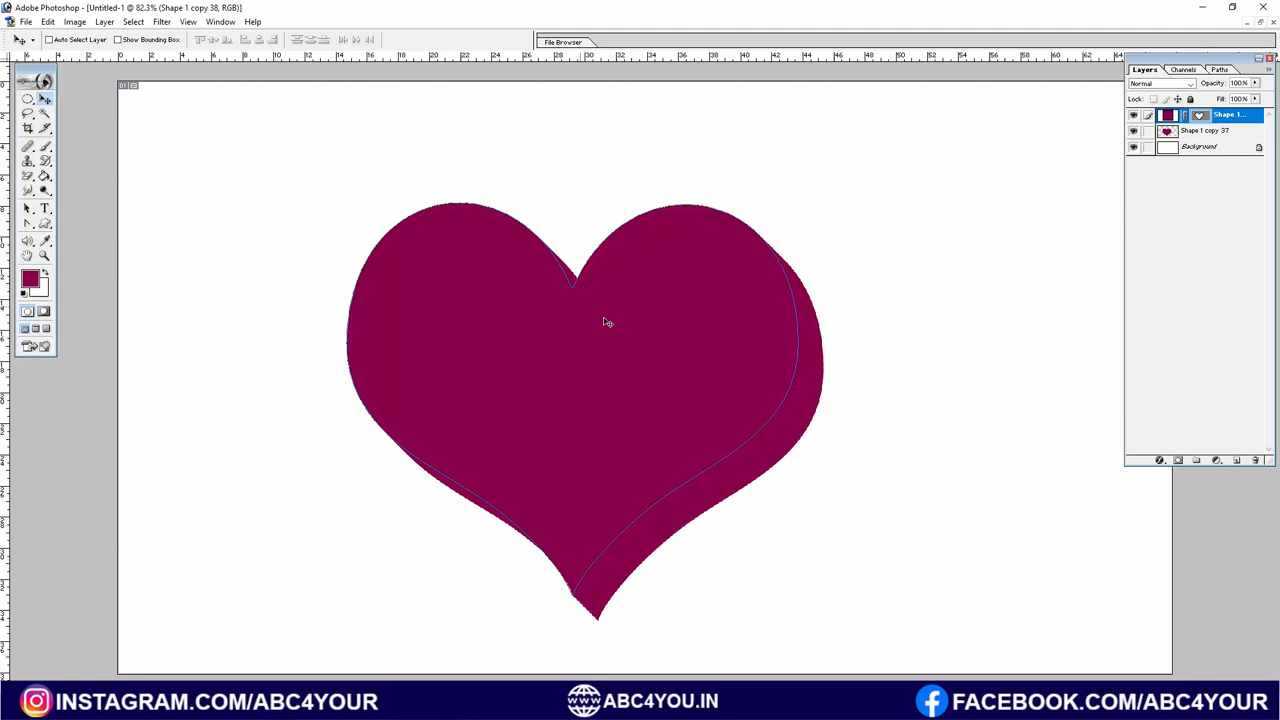 Adobe Photoshop - [Untitled-1 @ 82.3% (Shape 1 copy 38, RGB)]
File Edit Image Layer Select Filter View Window Help
Auto Select Layer Show Bounding Box
File Browser
Layers Channels Paths
Normal Opacity: 100%
Lock: Fill: 100%
Shape 1...
Shape 1 copy 37
Background
INSTAGRAM.COM/ABC4YOUR ABC4YOU.IN FACEBOOK.COM/ABC4YOUR